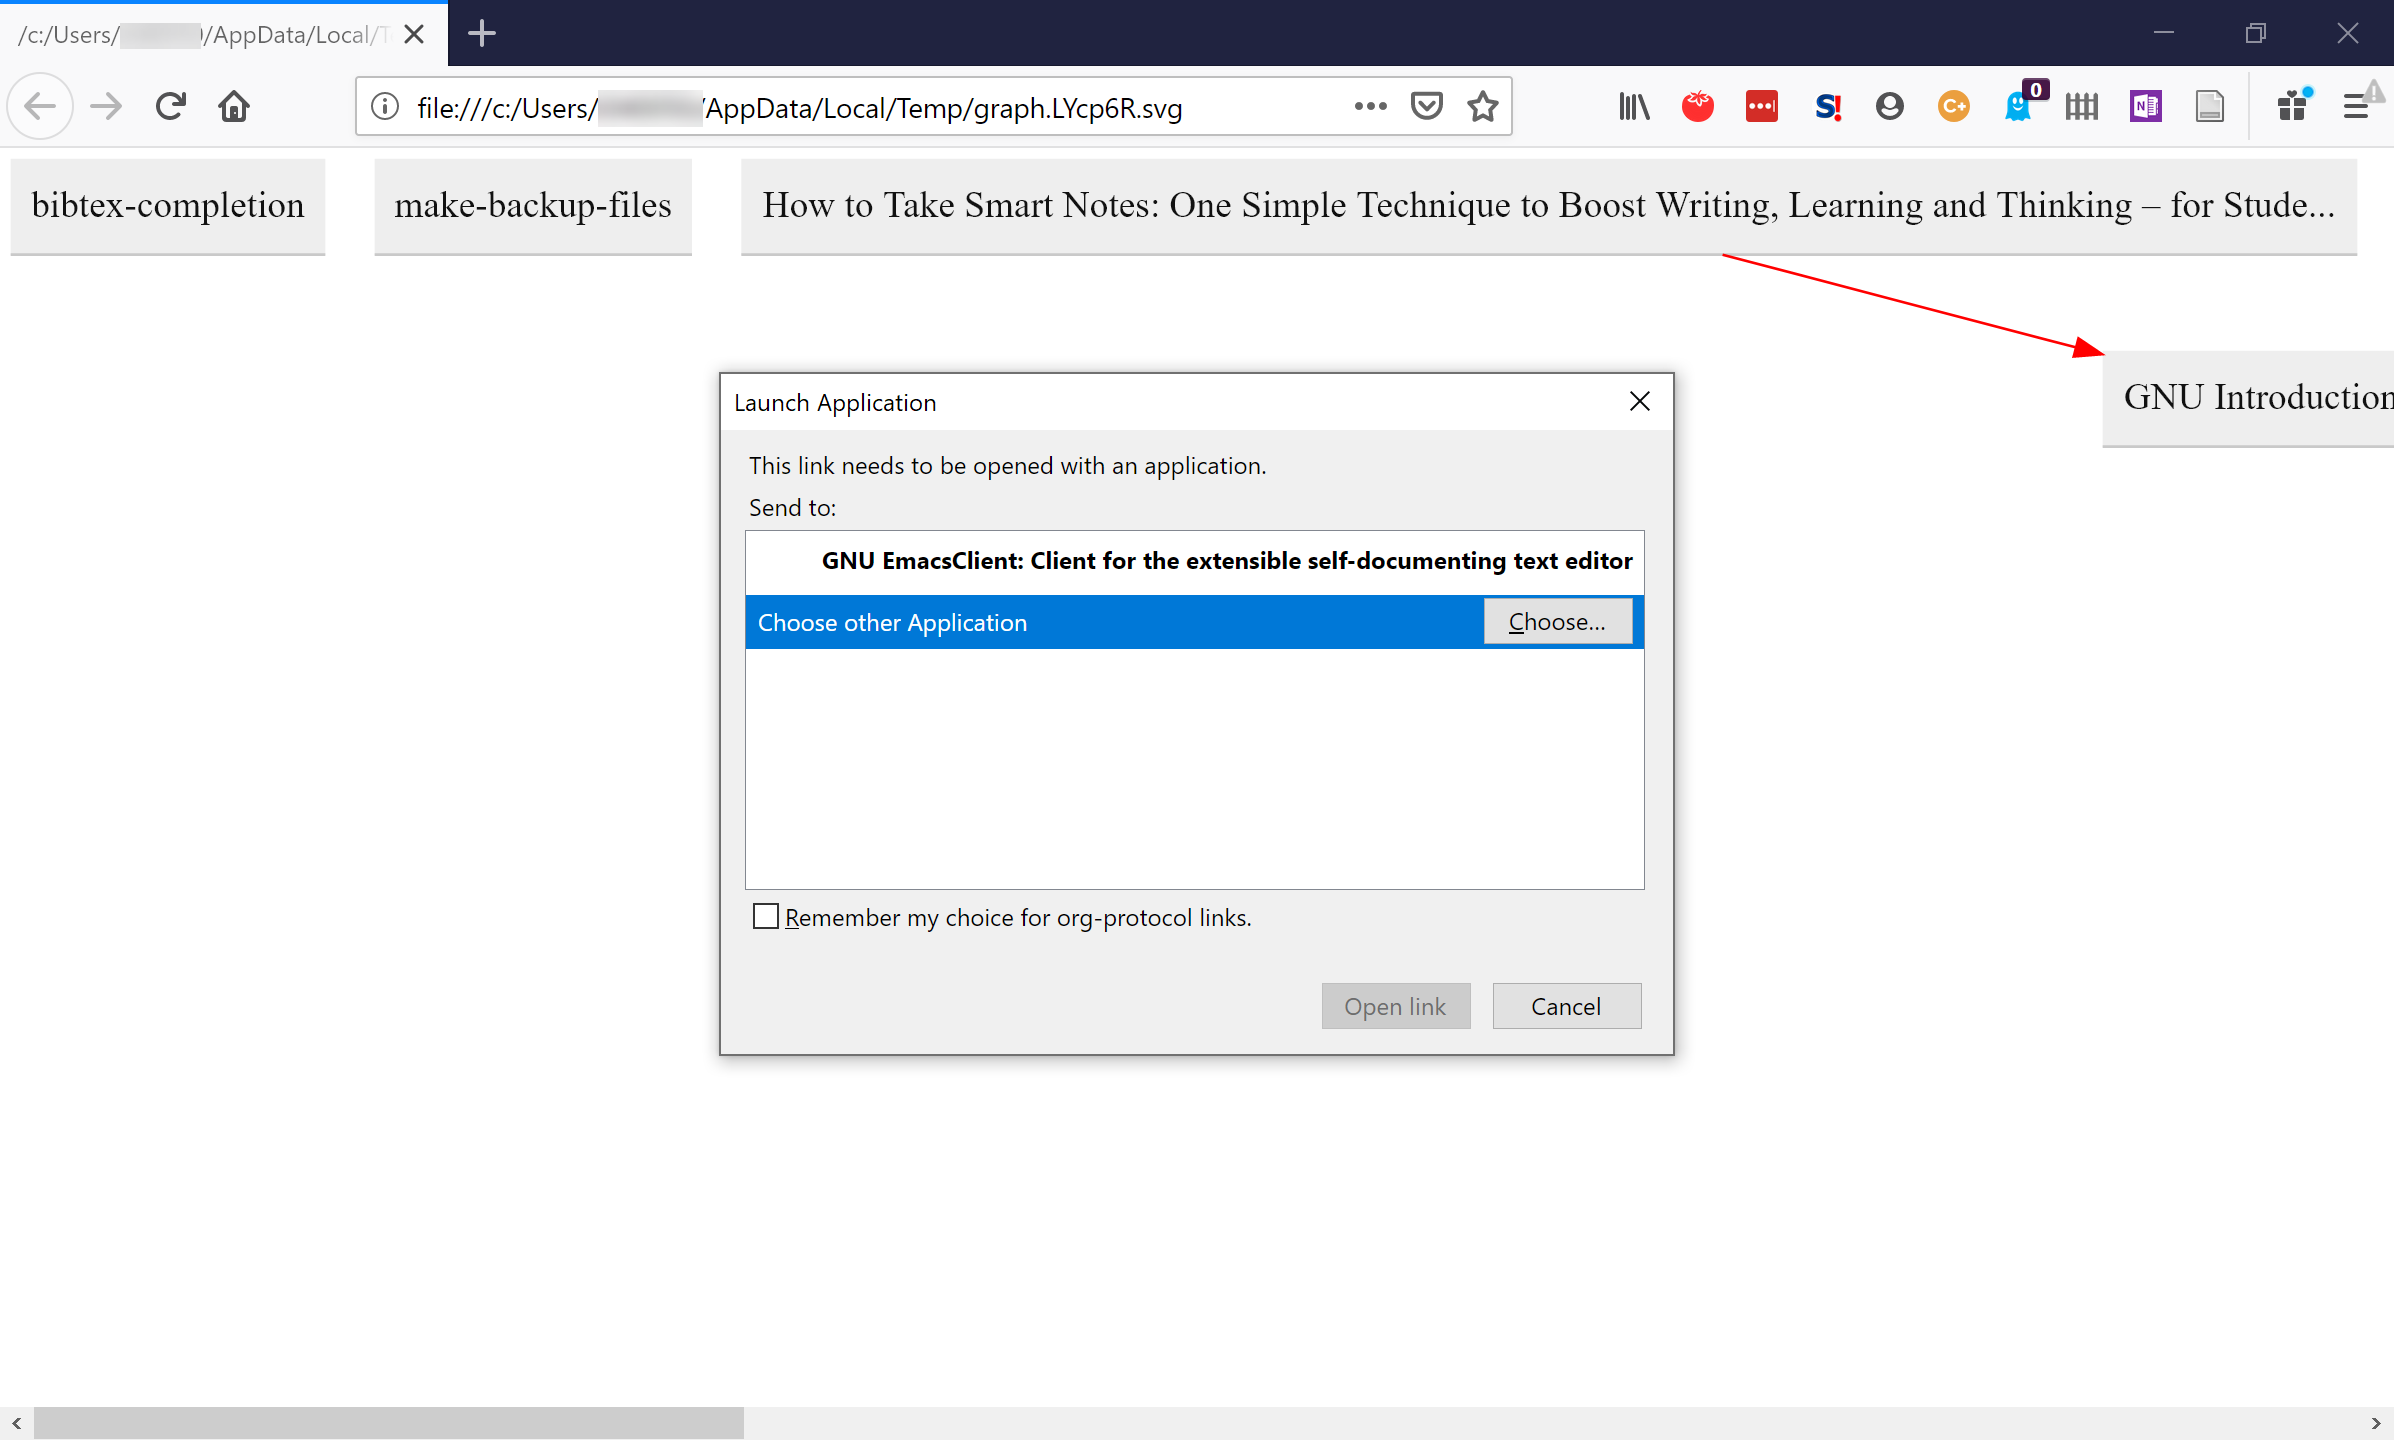 /c:/Users/ /AppData/Local/
file:///c:/Users/ /AppData/Local/Temp/graph.LYcp6R.svg
S!
C+
0
N
bibtex-completion
make-backup-files
How to Take Smart Notes: One Simple Technique to Boost Writing, Learning and Thinking – for Stude...
GNU Introduction
Launch Application
This link needs to be opened with an application.
Send to:
GNU EmacsClient: Client for the extensible self-documenting text editor
Choose other Application
Choose...
Remember my choice for org-protocol links.
Open link
Cancel